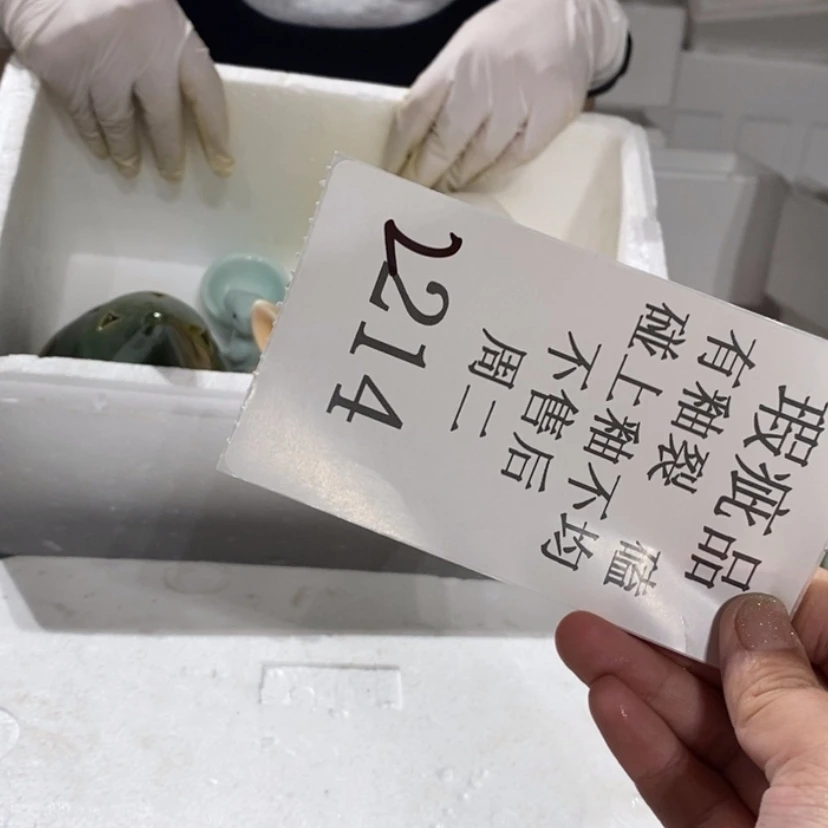 瑕疵品
有釉裂 磕
碰上釉不均
不售后
周二
2214